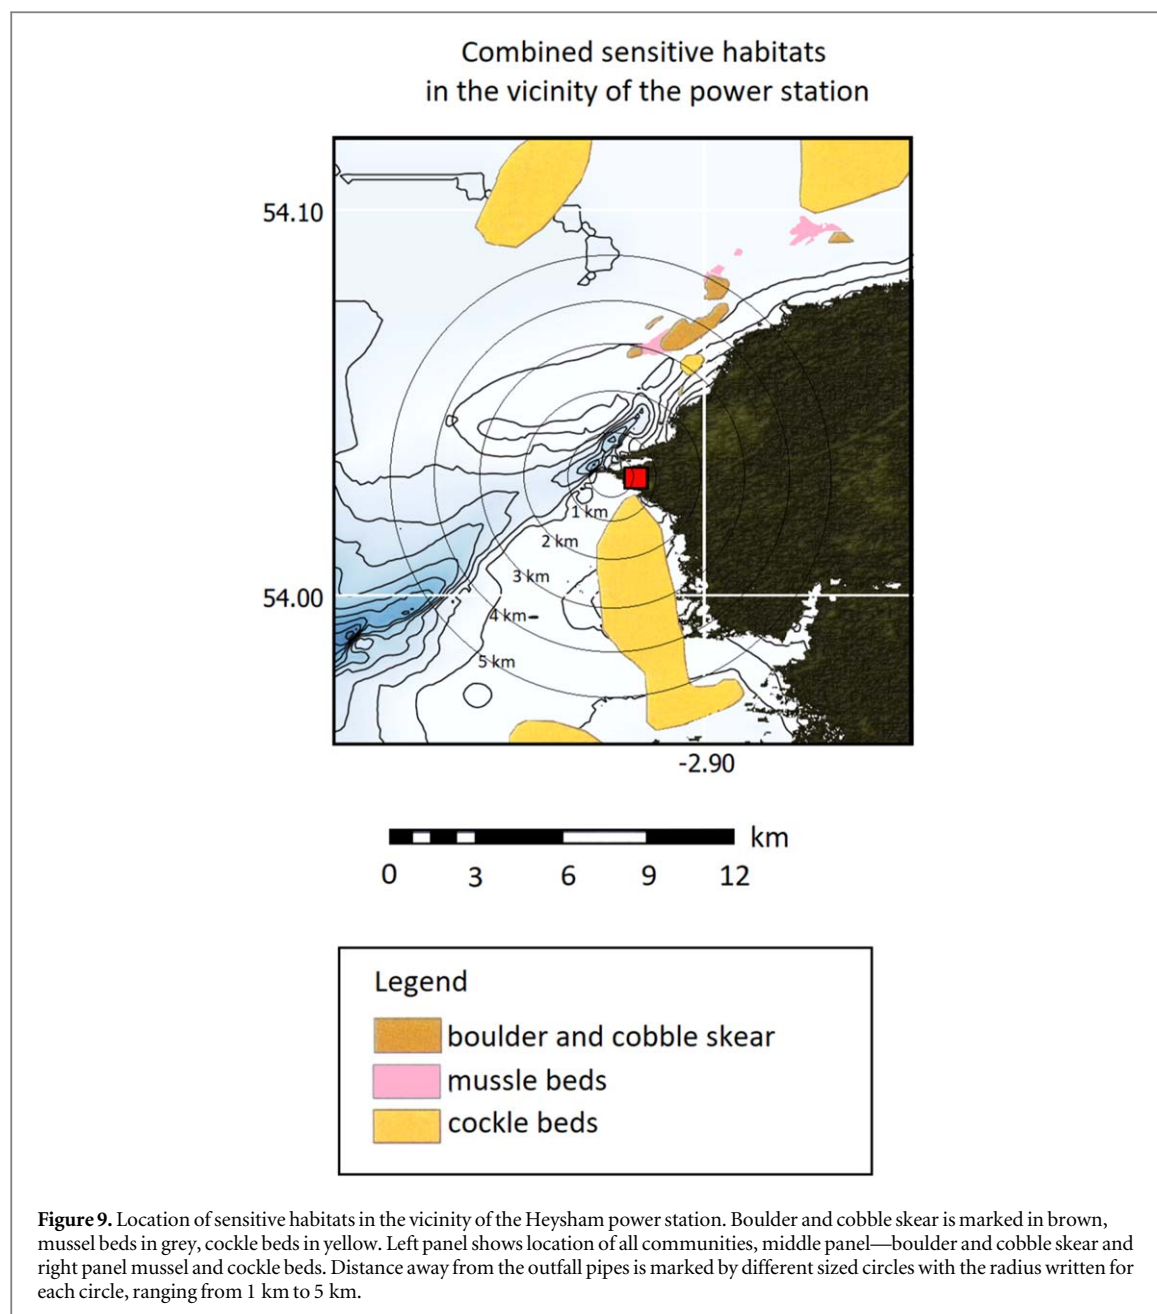 Combined sensitive habitats
in the vicinity of the power station
54.10
1 km
2 km
3 km
54.00
4 km
5 km
-2.90
km
0 3 6 9 12
Legend
boulder and cobble skear
mussle beds
cockle beds
Figure 9. Location of sensitive habitats in the vicinity of the Heysham power station. Boulder and cobble skear is marked in brown,
mussel beds in grey, cockle beds in yellow. Left panel shows location of all communities, middle panel—boulder and cobble skear and
right panel mussel and cockle beds. Distance away from the outfall pipes is marked by different sized circles with the radius written for
each circle, ranging from 1 km to 5 km.